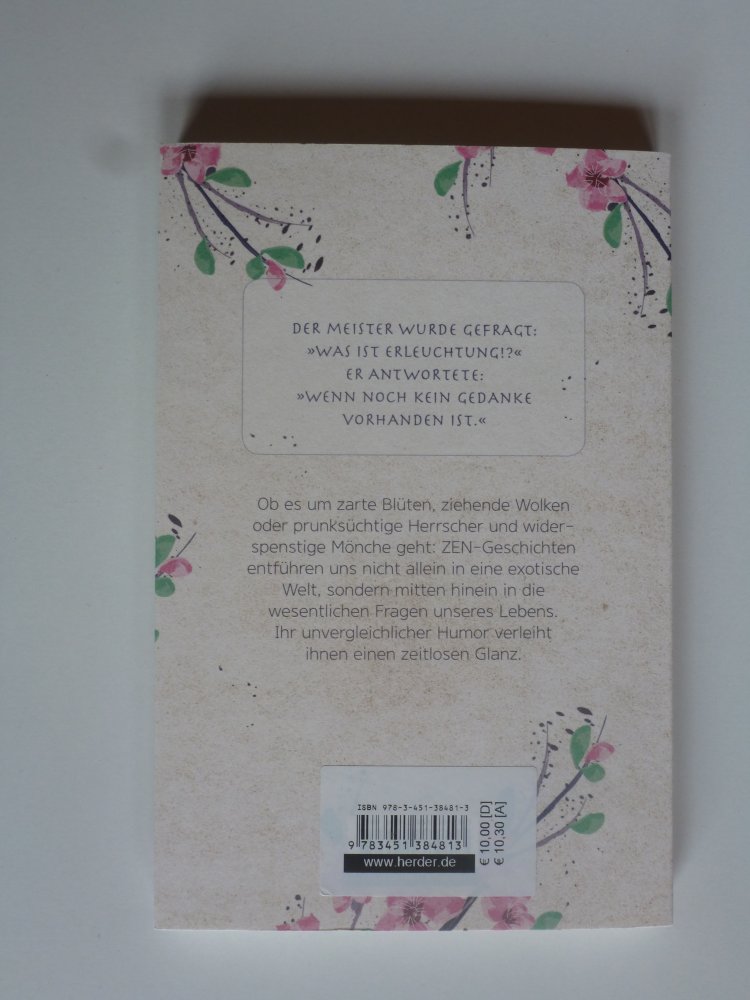 DER MEISTER WURDE GEFRAGT:
»WAS IST ERLEUCHTUNG!?«
ER ANTWORTETE:
»WENN NOCH KEIN GEDANKE
VORHANDEN IST.«
Ob es um zarte Blüten, ziehende Wolken
oder prunksüchtige Herrscher und wider-
spenstige Mönche geht: ZEN-Geschichten
entführen uns nicht allein in eine exotische
Welt, sondern mitten hinein in die
wesentlichen Fragen unseres Lebens.
Ihr unvergleichlicher Humor verleiht
ihnen einen zeitlosen Glanz.
ISBN 978-3-451-38481-3
9 783451 384813
www.herder.de
€ 10,00 [D]
€ 10,30 [A]